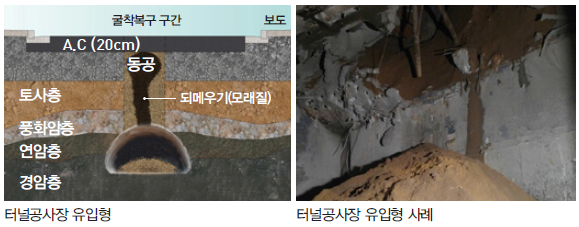 굴착복구 구간
보도
A.C (20cm)
동공
토사층
되메우기(모래질)
풍화암층
연암층
경암층
터널공사장 유입형
터널공사장 유입형 사례